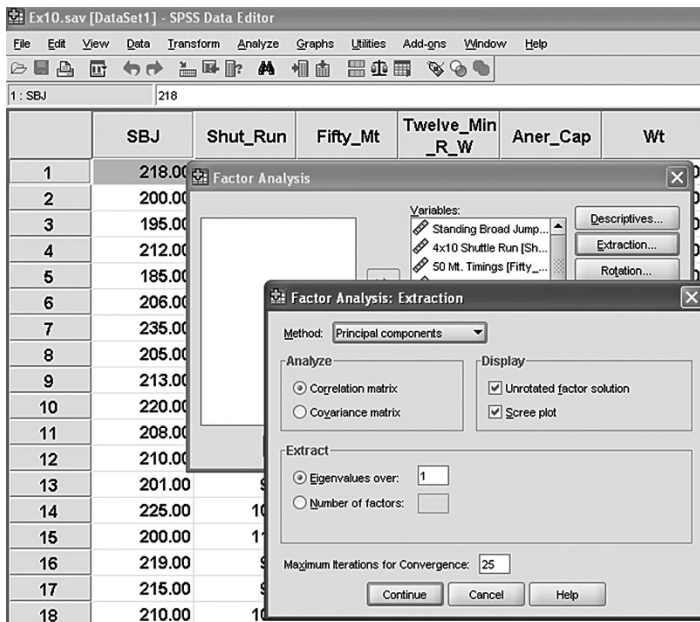 Ex10.sav [DataSet1] - SPSS Data Editor
File Edit View Data Transform Analyze Graphs Utilities Add-ons Window Help
1 : SBJ 218
SBJ Shut_Run Fifty_Mt Twelve_Min_R_W Aner_Cap Wt
1 218.00
2 200.00
3 195.00
4 212.00
5 185.00
6 206.00
7 235.00
8 205.00
9 213.00
10 220.00
11 208.00
12 210.00
13 201.00
14 225.00 10
15 200.00 11
16 219.00
17 215.00
18 210.00 10
Factor Analysis
Variables:
Standing Broad Jump...
4x10 Shuttle Run [Sh...
50 Mt. Timings [Fifty_...
Descriptives...
Extraction...
Rotation...
Factor Analysis: Extraction
Method: Principal components
Analyze
Correlation matrix
Covariance matrix
Display
Unrotated factor solution
Scree plot
Extract
Eigenvalues over: 1
Number of factors:
Maximum Iterations for Convergence: 25
Continue Cancel Help